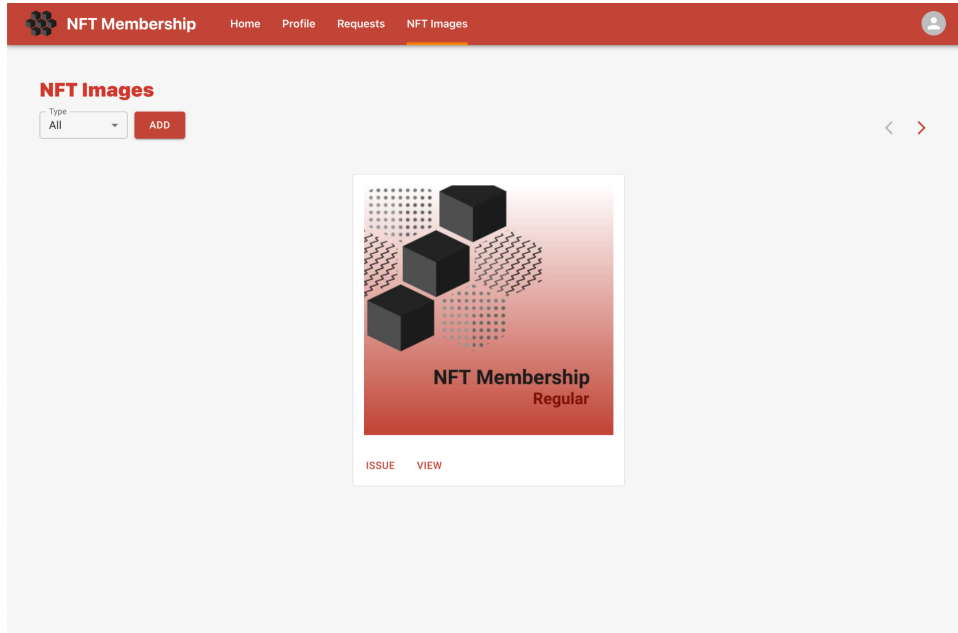 NFT Membership Home Profile Requests NFT Images
NFT Images
Type
All
ADD
NFT Membership
Regular
ISSUE VIEW